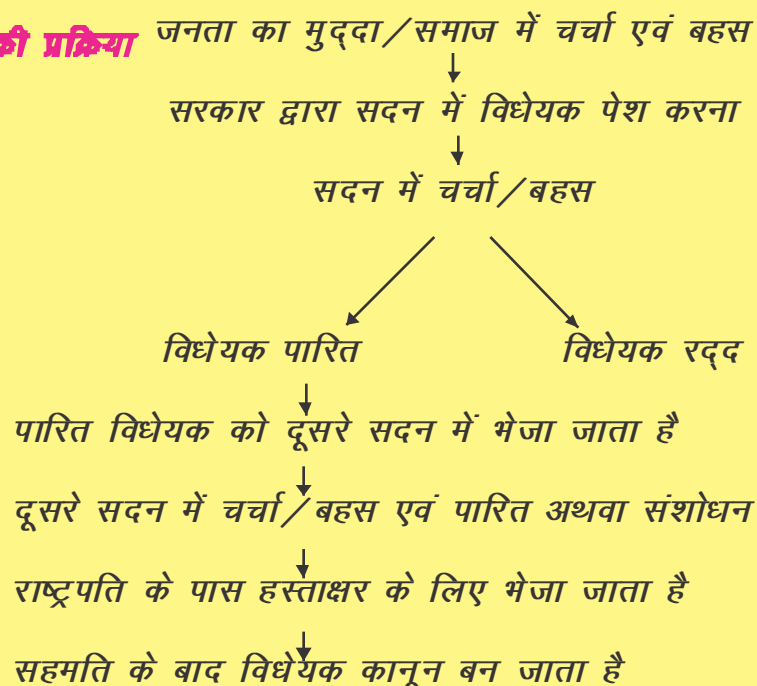 की प्रक्रिया
जनता का मुद्दा/समाज में चर्चा एवं बहस
सरकार द्वारा सदन में विधेयक पेश करना
सदन में चर्चा/बहस
विधेयक पारित
विधेयक रद्द
पारित विधेयक को दूसरे सदन में भेजा जाता है
दूसरे सदन में चर्चा/बहस एवं पारित अथवा संशोधन
राष्ट्रपति के पास हस्ताक्षर के लिए भेजा जाता है
सहमति के बाद विधेयक कानून बन जाता है